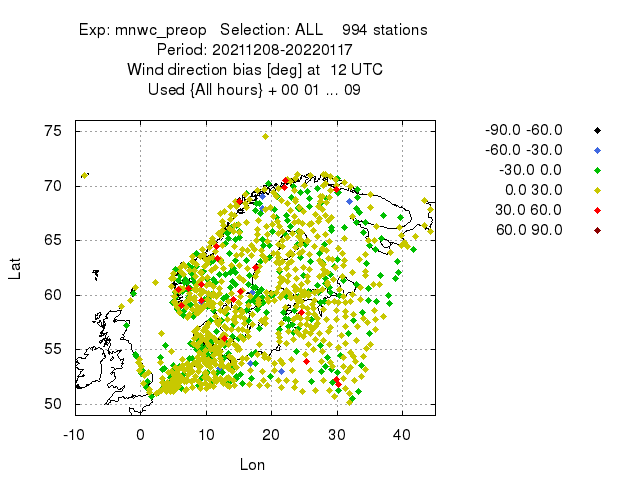 Exp: mnwc_preop   Selection: ALL    994 stations
Period: 20211208-20220117
Wind direction bias [deg] at  12 UTC
Used {All hours} + 00 01 ... 09
75
70
65
60
55
50
Lat
-10 0 10 20 30 40
Lon
-90.0 -60.0
-60.0 -30.0
-30.0 0.0
0.0 30.0
30.0 60.0
60.0 90.0